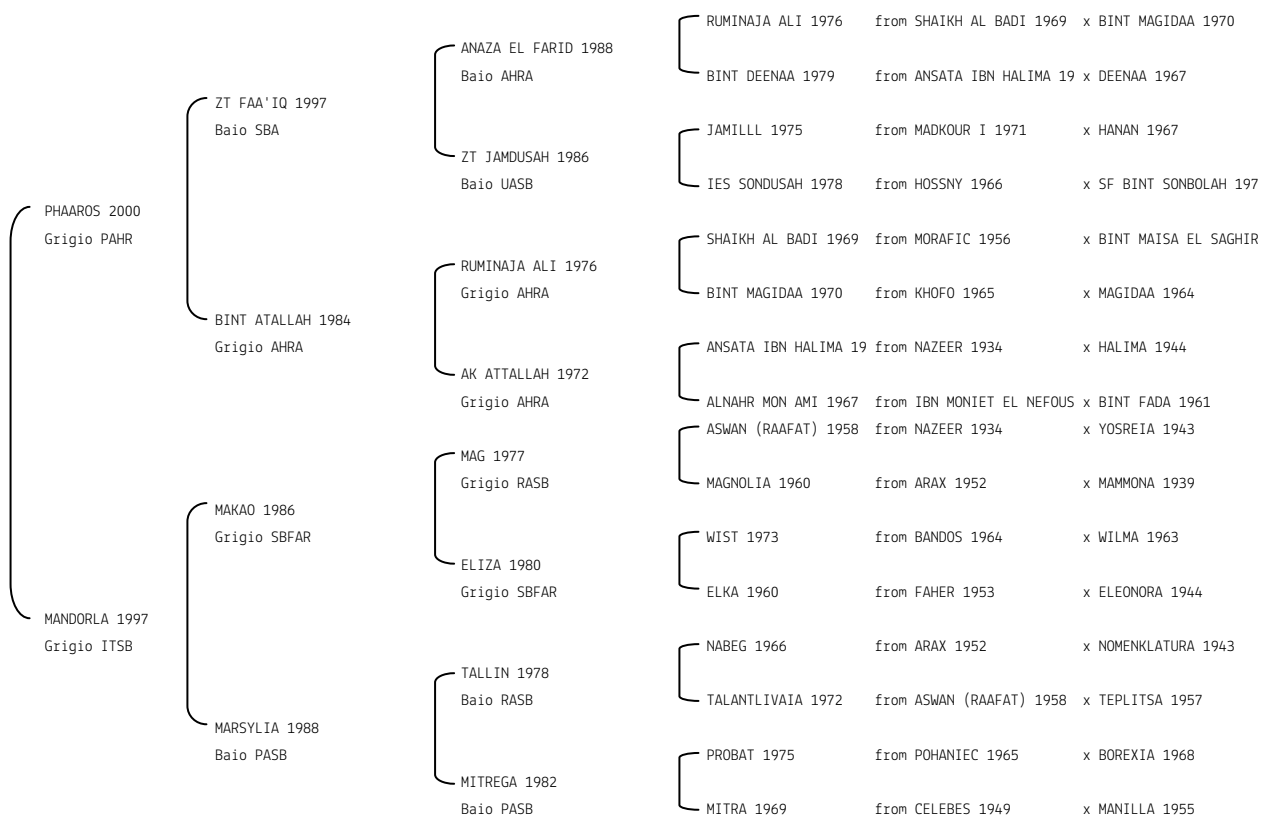 RUMINAJA ALI 1976 from SHAIKH AL BADI 1969 x BINT MAGIDAA 1970
ANAZA EL FARID 1988
Baio AHRA BINT DEENAA 1979 from ANSATA IBN HALIMA 19 x DEENAA 1967
ZT FAA'IQ 1997
Baio SBA JAMILLL 1975 from MADKOUR I 1971 x HANAN 1967
ZT JAMDUSAH 1986
Baio UASB IES SONDUSAH 1978 from HOSSNY 1966 x SF BINT SONBOLAH 197
PHAAROS 2000
Grigio PAHR SHAIKH AL BADI 1969 from MORAFIC 1956 x BINT MAISA EL SAGHIR
RUMINAJA ALI 1976
Grigio AHRA BINT MAGIDAA 1970 from KHOFO 1965 x MAGIDAA 1964
BINT ATALLAH 1984
Grigio AHRA ANSATA IBN HALIMA 19 from NAZEER 1934 x HALIMA 1944
AK ATTALLAH 1972
Grigio AHRA ALNAHR MON AMI 1967 from IBN MONIET EL NEFOUS x BINT FADA 1961
ASWAN (RAAFAT) 1958 from NAZEER 1934 x YOSREIA 1943
MAG 1977
Grigio RASB MAGNOLIA 1960 from ARAX 1952 x MAMMONA 1939
MAKAO 1986
Grigio SBFAR WIST 1973 from BANDOS 1964 x WILMA 1963
ELIZA 1980
Grigio SBFAR ELKA 1960 from FAHER 1953 x ELEONORA 1944
MANDORLA 1997
Grigio ITSB NABEG 1966 from ARAX 1952 x NOMENKLATURA 1943
TALLIN 1978
Baio RASB TALANTLIVAIA 1972 from ASWAN (RAAFAT) 1958 x TEPLITSA 1957
MARSYLIA 1988
Baio PASB PROBAT 1975 from POHANIEC 1965 x BOREXIA 1968
MITREGA 1982
Baio PASB MITRA 1969 from CELEBES 1949 x MANILLA 1955